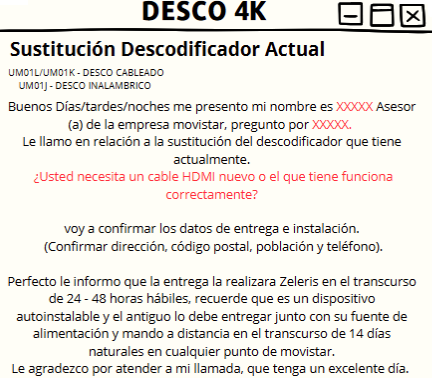 DESCO 4K
Sustitución Descodificador Actual
UM01L/UM01K - DESCO CABLEADO
UM01J - DESCO INALAMBRICO
Buenos Días/tardes/noches me presento mi nombre es XXXXX Asesor
(a) de la empresa movistar, pregunto por XXXXX.
Le llamo en relación a la sustitución del descodificador que tiene
actualmente.
¿Usted necesita un cable HDMI nuevo o el que tiene funciona
correctamente?
voy a confirmar los datos de entrega e instalación.
(Confirmar dirección, código postal, población y teléfono).
Perfecto le informo que la entrega la realizara Zeleris en el transcurso
de 24 - 48 horas hábiles, recuerde que es un dispositivo
autoinstalable y el antiguo lo debe entregar junto con su fuente de
alimentación y mando a distancia en el transcurso de 14 días
naturales en cualquier punto de movistar.
Le agradezco por atender a mi llamada, que tenga un excelente día.